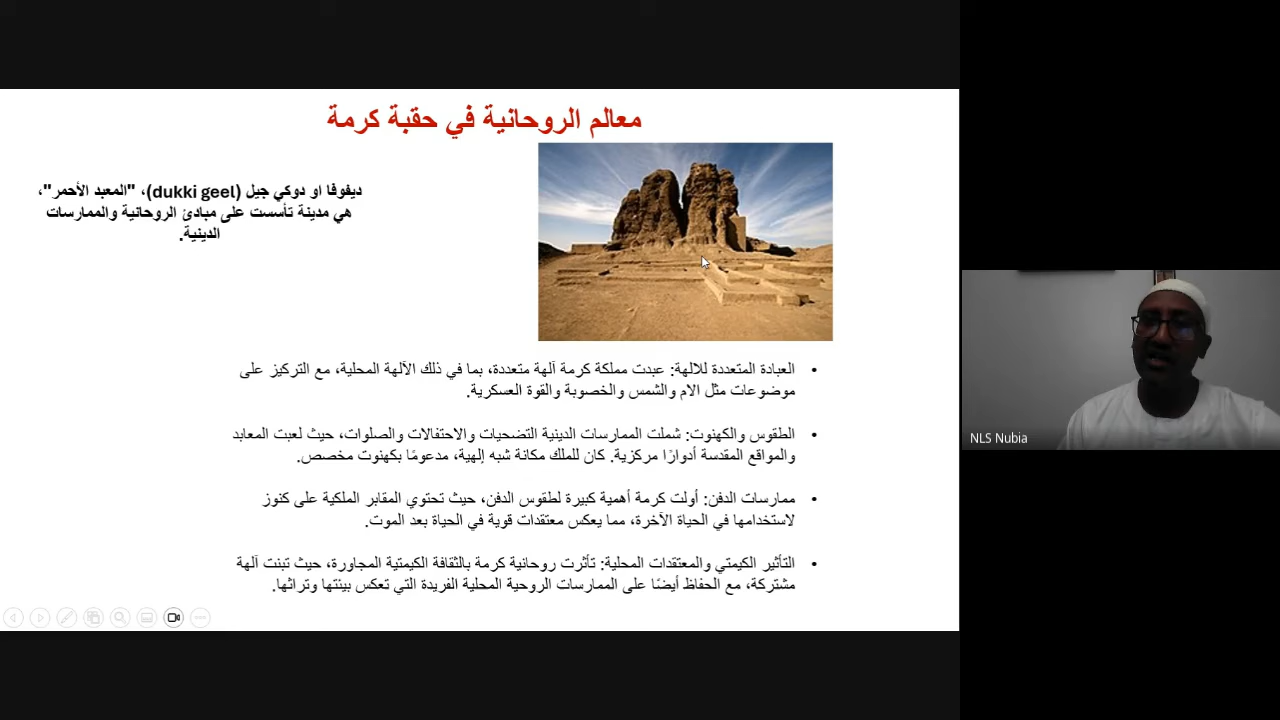 معالم الروحانية في حقبة كرمة
ديفوفا او دوكي جيل (dukki geel)، "المعبد الأحمر"،
هي مدينة تأسست على مبادئ الروحانية والممارسات
الدينية.
• العبادة المتعددة للالهة: عبدت مملكة كرمة آلهة متعددة، بما في ذلك الآلهة المحلية، مع التركيز على
موضوعات مثل الام والشمس والخصوبة والقوة العسكرية.
• الطقوس والكهنوت: شملت الممارسات الدينية التضحيات والاحتفالات والصلوات، حيث لعبت المعابد
والمواقع المقدسة أدوارًا مركزية. كان للملك مكانة شبه إلهية، مدعومًا بكهنوت مخصص.
• ممارسات الدفن: أولت كرمة أهمية كبيرة لطقوس الدفن، حيث تحتوي المقابر الملكية على كنوز
لاستخدامها في الحياة الآخرة، مما يعكس معتقدات قوية في الحياة بعد الموت.
• التأثير الكيمتي والمعتقدات المحلية: تأثرت روحانية كرمة بالثقافة الكيمتية المجاورة، حيث تبنت آلهة
مشتركة، مع الحفاظ أيضًا على الممارسات الروحية المحلية الفريدة التي تعكس بيئتها وتراثها.
NLS Nubia